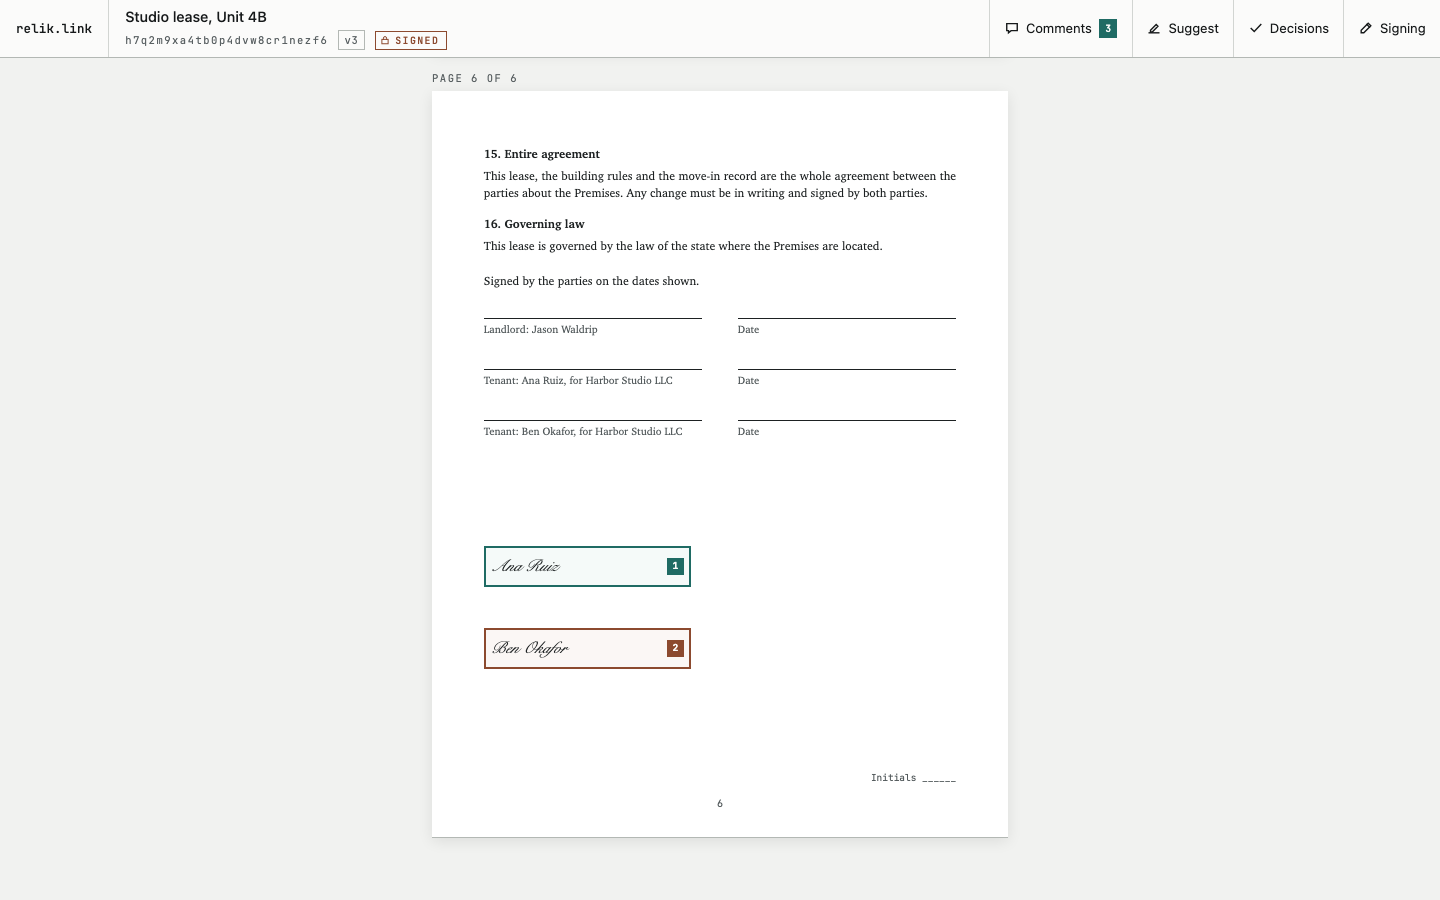 relik.link
Studio lease, Unit 4B
h7q2m9xa4tb0p4dvw8cr1nezf6 v3 SIGNED
Comments 3
Suggest
Decisions
Signing
PAGE 6 OF 6
15. Entire agreement
This lease, the building rules and the move-in record are the whole agreement between the
parties about the Premises. Any change must be in writing and signed by both parties.
16. Governing law
This lease is governed by the law of the state where the Premises are located.
Signed by the parties on the dates shown.
Landlord: Jason Waldrip Date
Tenant: Ana Ruiz, for Harbor Studio LLC Date
Tenant: Ben Okafor, for Harbor Studio LLC Date
Ana Ruiz 1
Ben Okafor 2
Initials ______
6